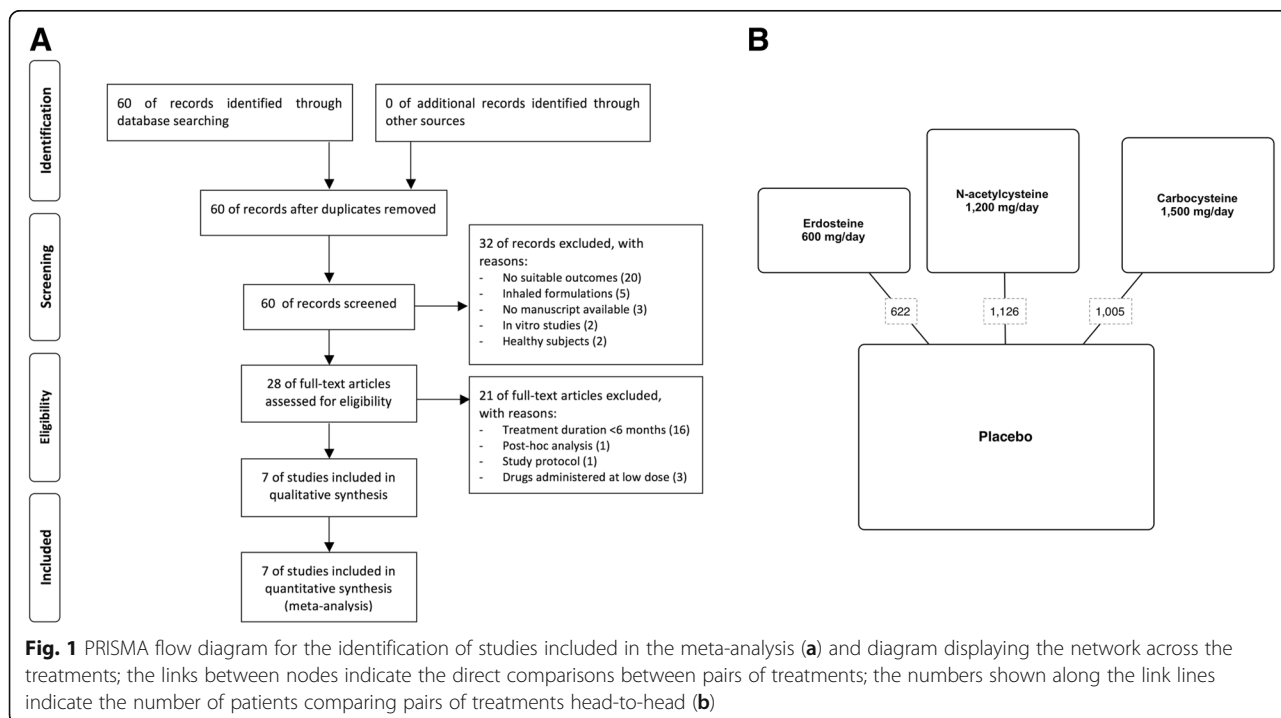 A
Identification
Screening
Eligibility
Included
60 of records identified through
database searching
0 of additional records identified through
other sources
60 of records after duplicates removed
60 of records screened
32 of records excluded, with
reasons:
- No suitable outcomes (20)
- Inhaled formulations (5)
- No manuscript available (3)
- In vitro studies (2)
- Healthy subjects (2)
28 of full-text articles
assessed for eligibility
21 of full-text articles excluded,
with reasons:
- Treatment duration <6 months (16)
- Post-hoc analysis (1)
- Study protocol (1)
- Drugs administered at low dose (3)
7 of studies included in
qualitative synthesis
7 of studies included in
quantitative synthesis
(meta-analysis)
B
Erdosteine
600 mg/day
N-acetylcysteine
1,200 mg/day
Carbocysteine
1,500 mg/day
622
1,126
1,005
Placebo
Fig. 1 PRISMA flow diagram for the identification of studies included in the meta-analysis (a) and diagram displaying the network across the
treatments; the links between nodes indicate the direct comparisons between pairs of treatments; the numbers shown along the link lines
indicate the number of patients comparing pairs of treatments head-to-head (b)